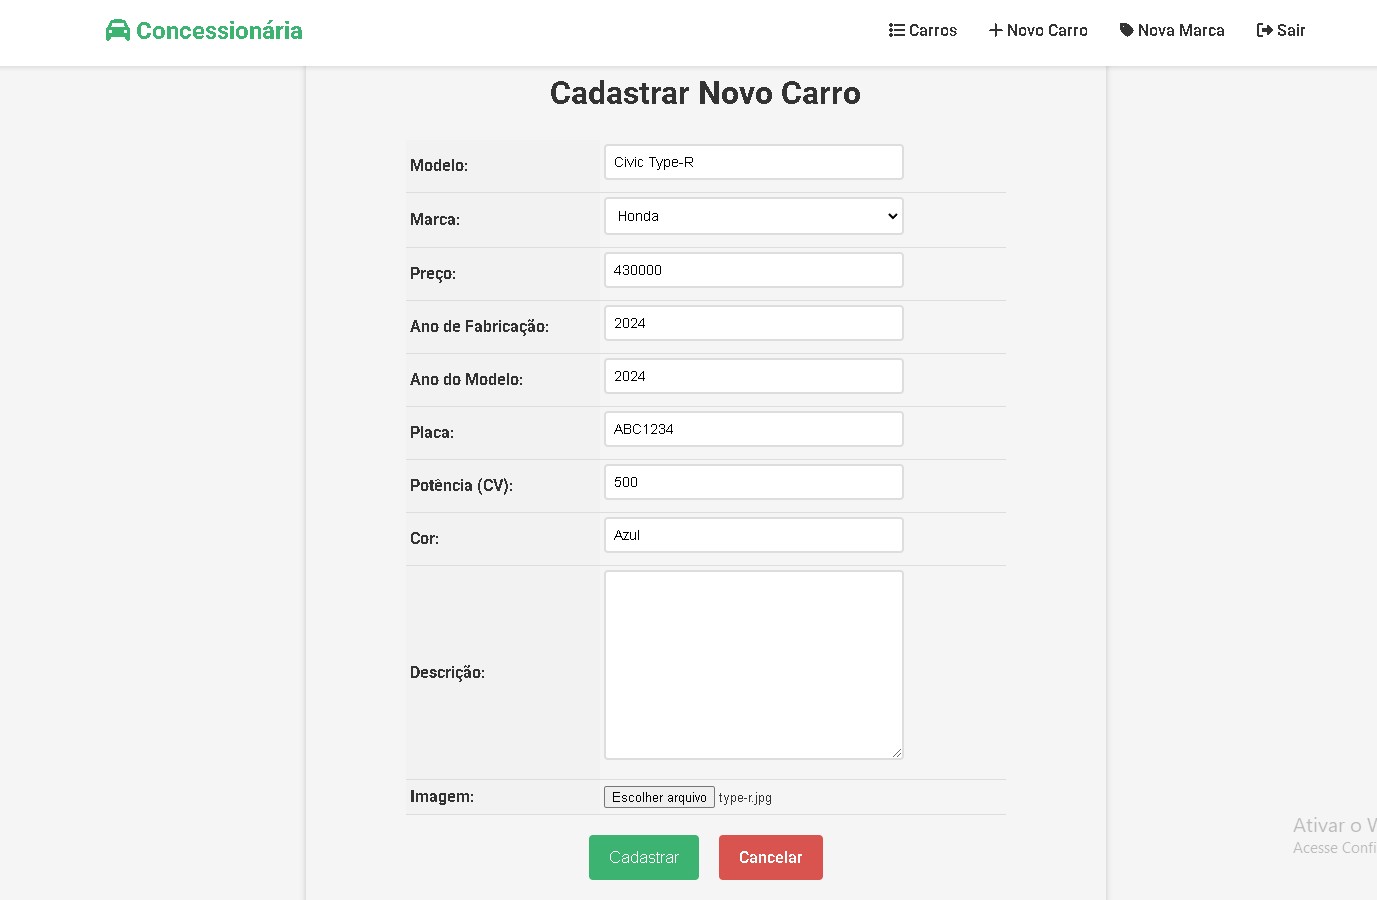 Concessionária
Carros
Novo Carro
Nova Marca
Sair
Cadastrar Novo Carro
Modelo: Civic Type-R
Marca: Honda
Preço: 430000
Ano de Fabricação: 2024
Ano do Modelo: 2024
Placa: ABC1234
Potência (CV): 500
Cor: Azul
Descrição:
Imagem: Escolher arquivo type-r.jpg
Cadastrar
Cancelar
Ativar o
Acesse